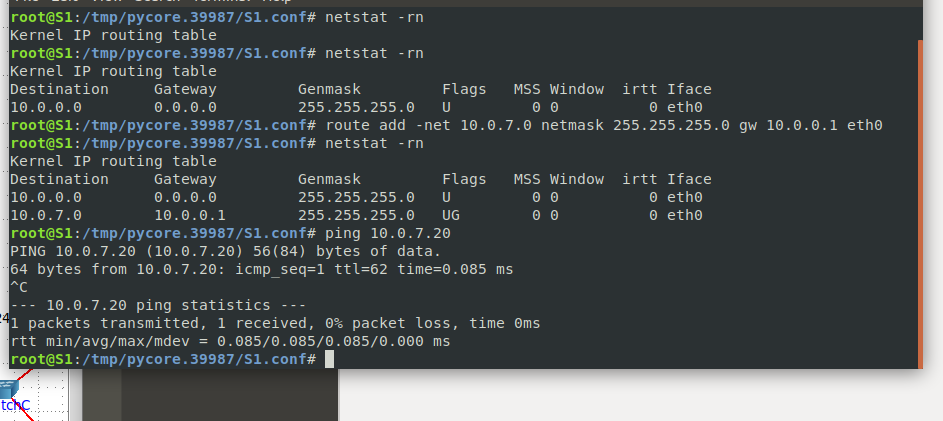 root@S1:/tmp/pycore.39987/S1.conf# netstat -rn
Kernel IP routing table
root@S1:/tmp/pycore.39987/S1.conf# netstat -rn
Kernel IP routing table
Destination     Gateway         Genmask         Flags   MSS Window  irtt Iface
10.0.0.0        0.0.0.0         255.255.255.0   U         0 0          0 eth0
root@S1:/tmp/pycore.39987/S1.conf# route add -net 10.0.7.0 netmask 255.255.255.0 gw 10.0.0.1 eth0
root@S1:/tmp/pycore.39987/S1.conf# netstat -rn
Kernel IP routing table
Destination     Gateway         Genmask         Flags   MSS Window  irtt Iface
10.0.0.0        0.0.0.0         255.255.255.0   U         0 0          0 eth0
10.0.7.0        10.0.0.1        255.255.255.0   UG        0 0          0 eth0
root@S1:/tmp/pycore.39987/S1.conf# ping 10.0.7.20
PING 10.0.7.20 (10.0.7.20) 56(84) bytes of data.
64 bytes from 10.0.7.20: icmp_seq=1 ttl=62 time=0.085 ms
^C
--- 10.0.7.20 ping statistics ---
1 packets transmitted, 1 received, 0% packet loss, time 0ms
rtt min/avg/max/mdev = 0.085/0.085/0.085/0.000 ms
root@S1:/tmp/pycore.39987/S1.conf#
24
tchC